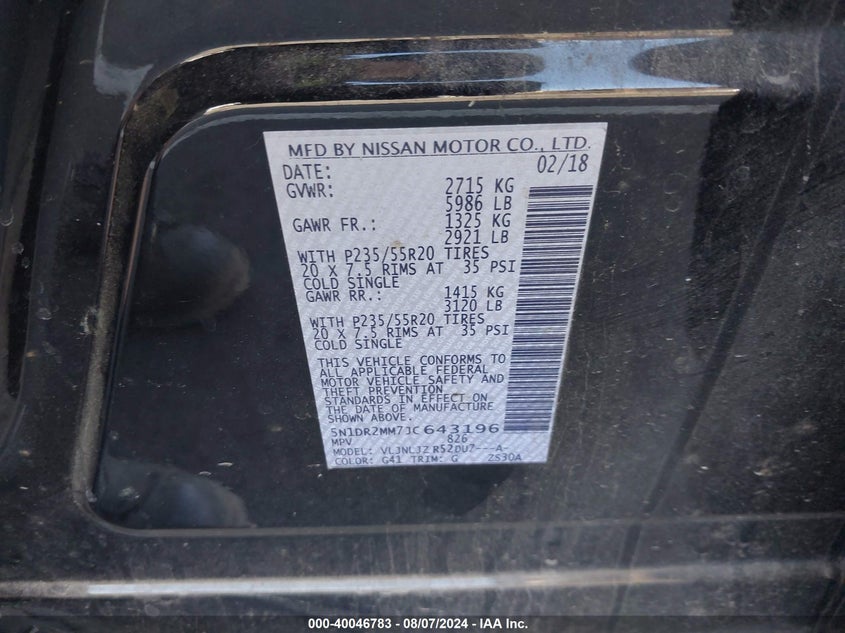 MFD BY NISSAN MOTOR CO., LTD.
DATE: 02/18
GVWR: 2715 KG
5986 LB
GAWR FR.: 1325 KG
2921 LB
WITH P235/55R20 TIRES
20 X 7.5 RIMS AT 35 PSI
COLD SINGLE
GAWR RR.: 1415 KG
3120 LB
WITH P235/55R20 TIRES
20 X 7.5 RIMS AT 35 PSI
COLD SINGLE
THIS VEHICLE CONFORMS TO
ALL APPLICABLE FEDERAL
MOTOR VEHICLE SAFETY AND
THEFT PREVENTION
STANDARDS IN EFFECT ON
THE DATE OF MANUFACTURE
SHOWN ABOVE.
5N1DR2MM7JC643196
MPV 826
MODEL: VLJNLJZ R52DUZ---A-
COLOR: G41 TRIM: G ZS30A
000-40046783 - 08/07/2024 - IAA Inc.